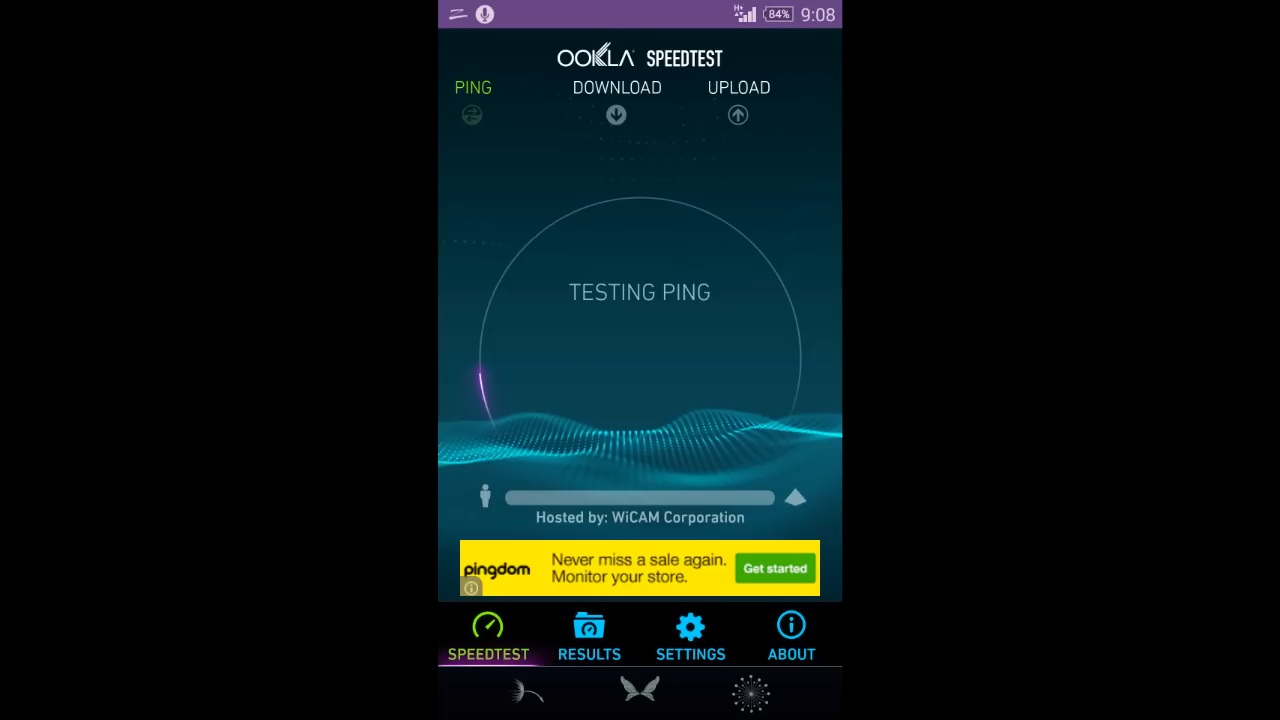 H+ 84% 9:08
OOKLA SPEEDTEST
PING DOWNLOAD UPLOAD
TESTING PING
Hosted by: WiCAM Corporation
pingdom
Never miss a sale again.
Monitor your store.
Get started
SPEEDTEST RESULTS SETTINGS ABOUT